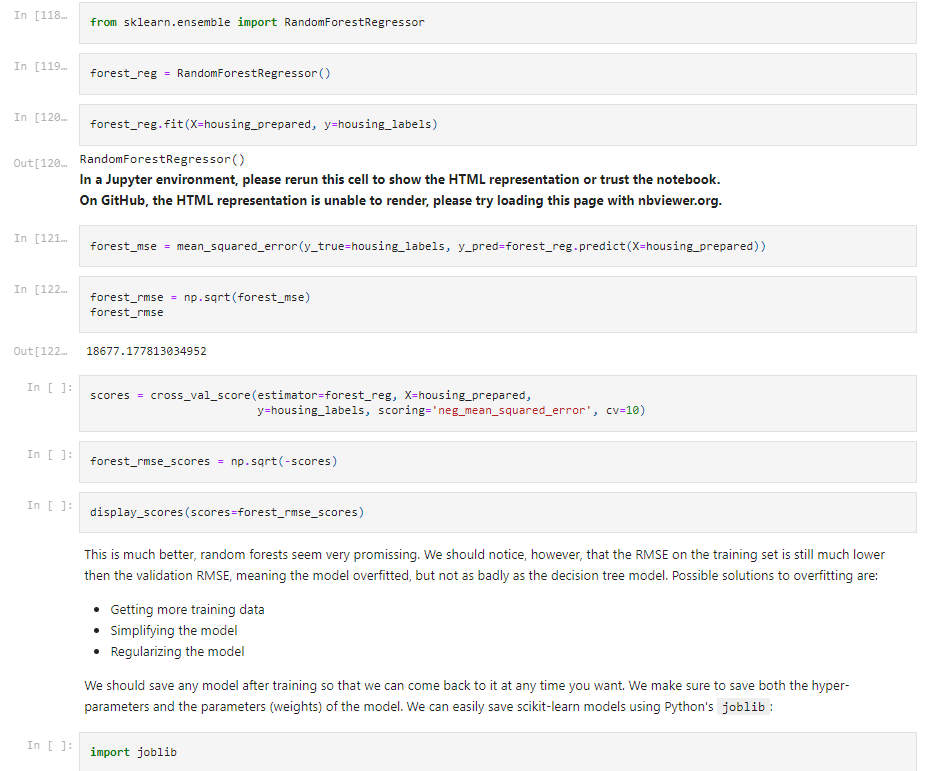 In [118…
from sklearn.ensemble import RandomForestRegressor
In [119…
forest_reg = RandomForestRegressor()
In [120…
forest_reg.fit(X=housing_prepared, y=housing_labels)
Out[120…
RandomForestRegressor()
In a Jupyter environment, please rerun this cell to show the HTML representation or trust the notebook.
On GitHub, the HTML representation is unable to render, please try loading this page with nbviewer.org.
In [121…
forest_mse = mean_squared_error(y_true=housing_labels, y_pred=forest_reg.predict(X=housing_prepared))
In [122…
forest_rmse = np.sqrt(forest_mse)
forest_rmse
Out[122…
18677.177813034952
In [ ]:
scores = cross_val_score(estimator=forest_reg, X=housing_prepared,
y=housing_labels, scoring='neg_mean_squared_error', cv=10)
In [ ]:
forest_rmse_scores = np.sqrt(-scores)
In [ ]:
display_scores(scores=forest_rmse_scores)
This is much better, random forests seem very promissing. We should notice, however, that the RMSE on the training set is still much lower
then the validation RMSE, meaning the model overfitted, but not as badly as the decision tree model. Possible solutions to overfitting are:
• Getting more training data
• Simplifying the model
• Regularizing the model
We should save any model after training so that we can come back to it at any time you want. We make sure to save both the hyper-
parameters and the parameters (weights) of the model. We can easily save scikit-learn models using Python's joblib :
In [ ]:
import joblib